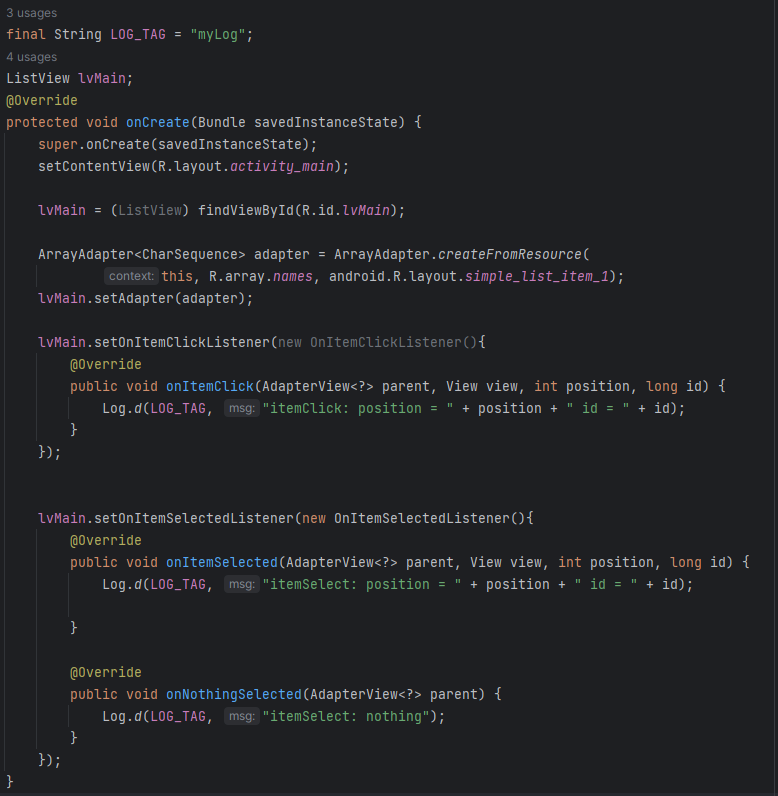 3 usages
final String LOG_TAG = "myLog";
4 usages
ListView lvMain;
@Override
protected void onCreate(Bundle savedInstanceState) {
    super.onCreate(savedInstanceState);
    setContentView(R.layout.activity_main);

    lvMain = (ListView) findViewById(R.id.lvMain);

    ArrayAdapter<CharSequence> adapter = ArrayAdapter.createFromResource(
            context: this, R.array.names, android.R.layout.simple_list_item_1);
    lvMain.setAdapter(adapter);

    lvMain.setOnItemClickListener(new OnItemClickListener(){
        @Override
        public void onItemClick(AdapterView<?> parent, View view, int position, long id) {
            Log.d(LOG_TAG, msg: "itemClick: position = " + position + " id = " + id);
        }
    });

    lvMain.setOnItemSelectedListener(new OnItemSelectedListener(){
        @Override
        public void onItemSelected(AdapterView<?> parent, View view, int position, long id) {
            Log.d(LOG_TAG, msg: "itemSelect: position = " + position + " id = " + id);

        }

        @Override
        public void onNothingSelected(AdapterView<?> parent) {
            Log.d(LOG_TAG, msg: "itemSelect: nothing");
        }
    });
}